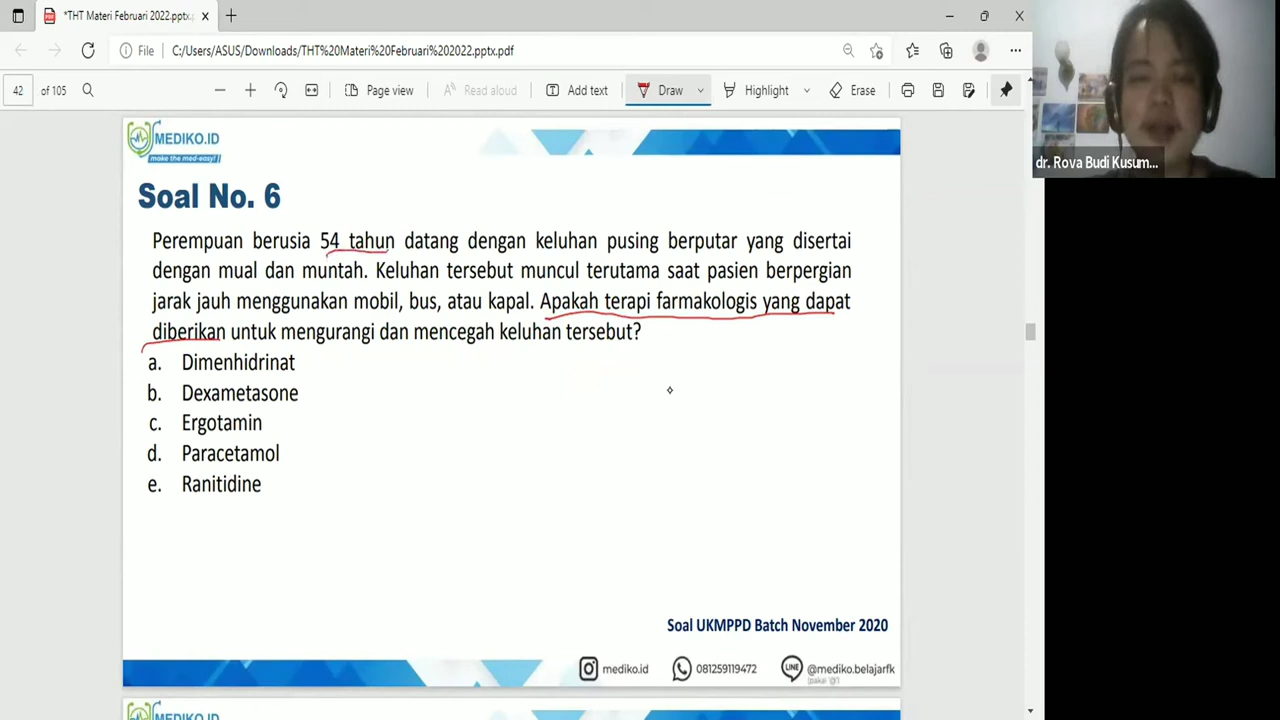 *THT Materi Februari 2022.pptx.p
File
C:/Users/ASUS/Downloads/THT%20Materi%20Februari%202022.pptx.pdf
42 of 105
Page view
Read aloud
Add text
Draw
Highlight
Erase
dr. Rova Budi Kusum...
MEDIKO.ID
make the med-easy!
Soal No. 6
Perempuan berusia 54 tahun datang dengan keluhan pusing berputar yang disertai
dengan mual dan muntah. Keluhan tersebut muncul terutama saat pasien berpergian
jarak jauh menggunakan mobil, bus, atau kapal. Apakah terapi farmakologis yang dapat
diberikan untuk mengurangi dan mencegah keluhan tersebut?
a. Dimenhidrinat
b. Dexametasone
c. Ergotamin
d. Paracetamol
e. Ranitidine
Soal UKMPPD Batch November 2020
mediko.id
081259119472
LINE
@mediko.belajarfk
(pakai '@')
MEDIKO.ID